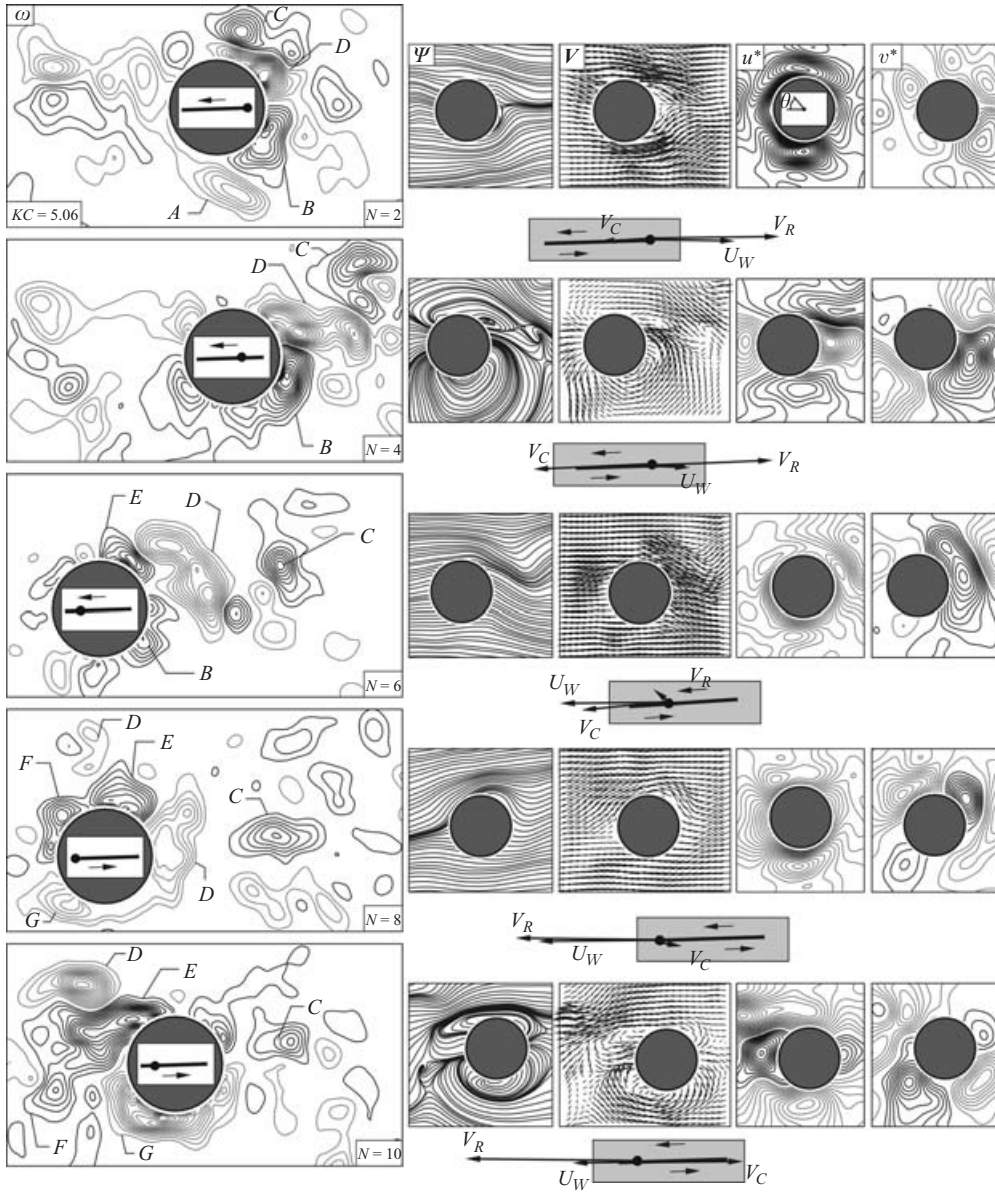 ω C D Ψ V u* v*
θ
KC = 5.06 A B N = 2
V_C V_R
U_W
D C
B N = 4
V_C V_R
U_W
E D C
B N = 6
U_W V_R
V_C
D E
F C
G D N = 8
V_R
U_W V_C
D E C
F G N = 10
V_R
U_W V_C